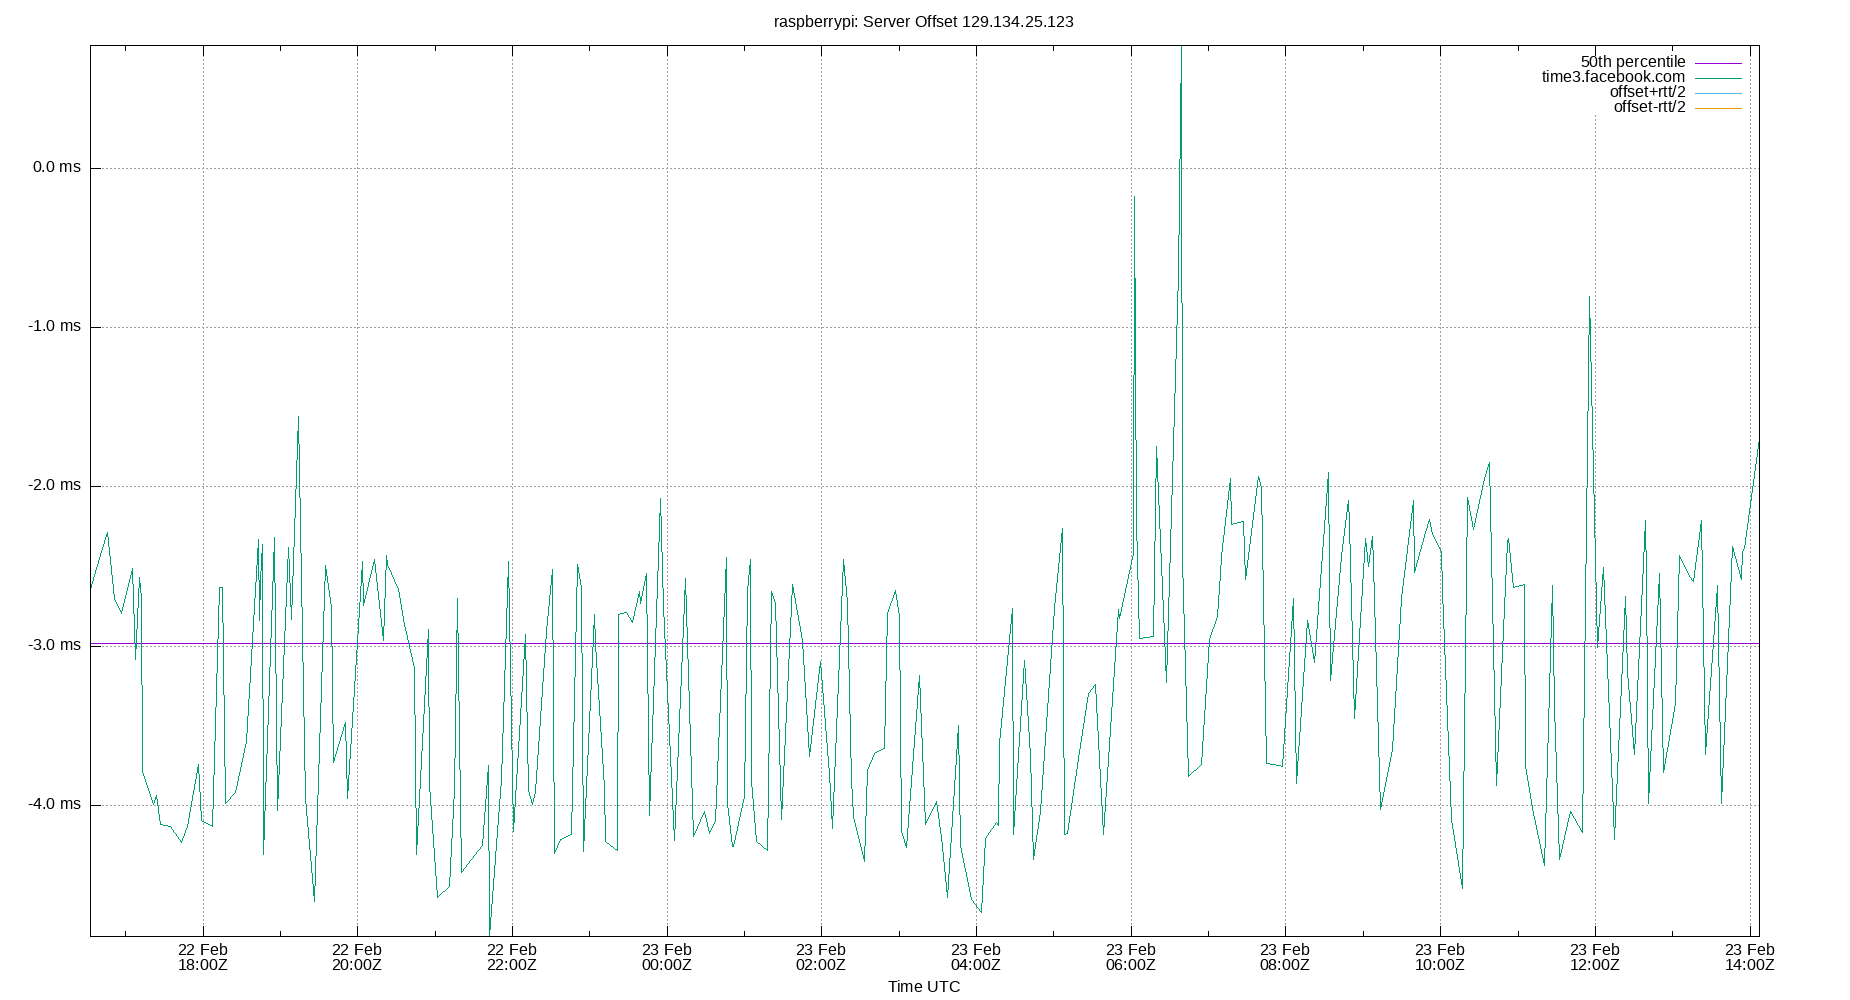 raspberrypi: Server Offset 129.134.25.123
50th percentile
time3.facebook.com
offset+rtt/2
offset-rtt/2
0.0 ms
-1.0 ms
-2.0 ms
-3.0 ms
-4.0 ms
22 Feb 22 Feb 22 Feb 23 Feb 23 Feb 23 Feb 23 Feb 23 Feb 23 Feb 23 Feb 23 Feb
18:00Z 20:00Z 22:00Z 00:00Z 02:00Z 04:00Z 06:00Z 08:00Z 10:00Z 12:00Z 14:00Z
Time UTC